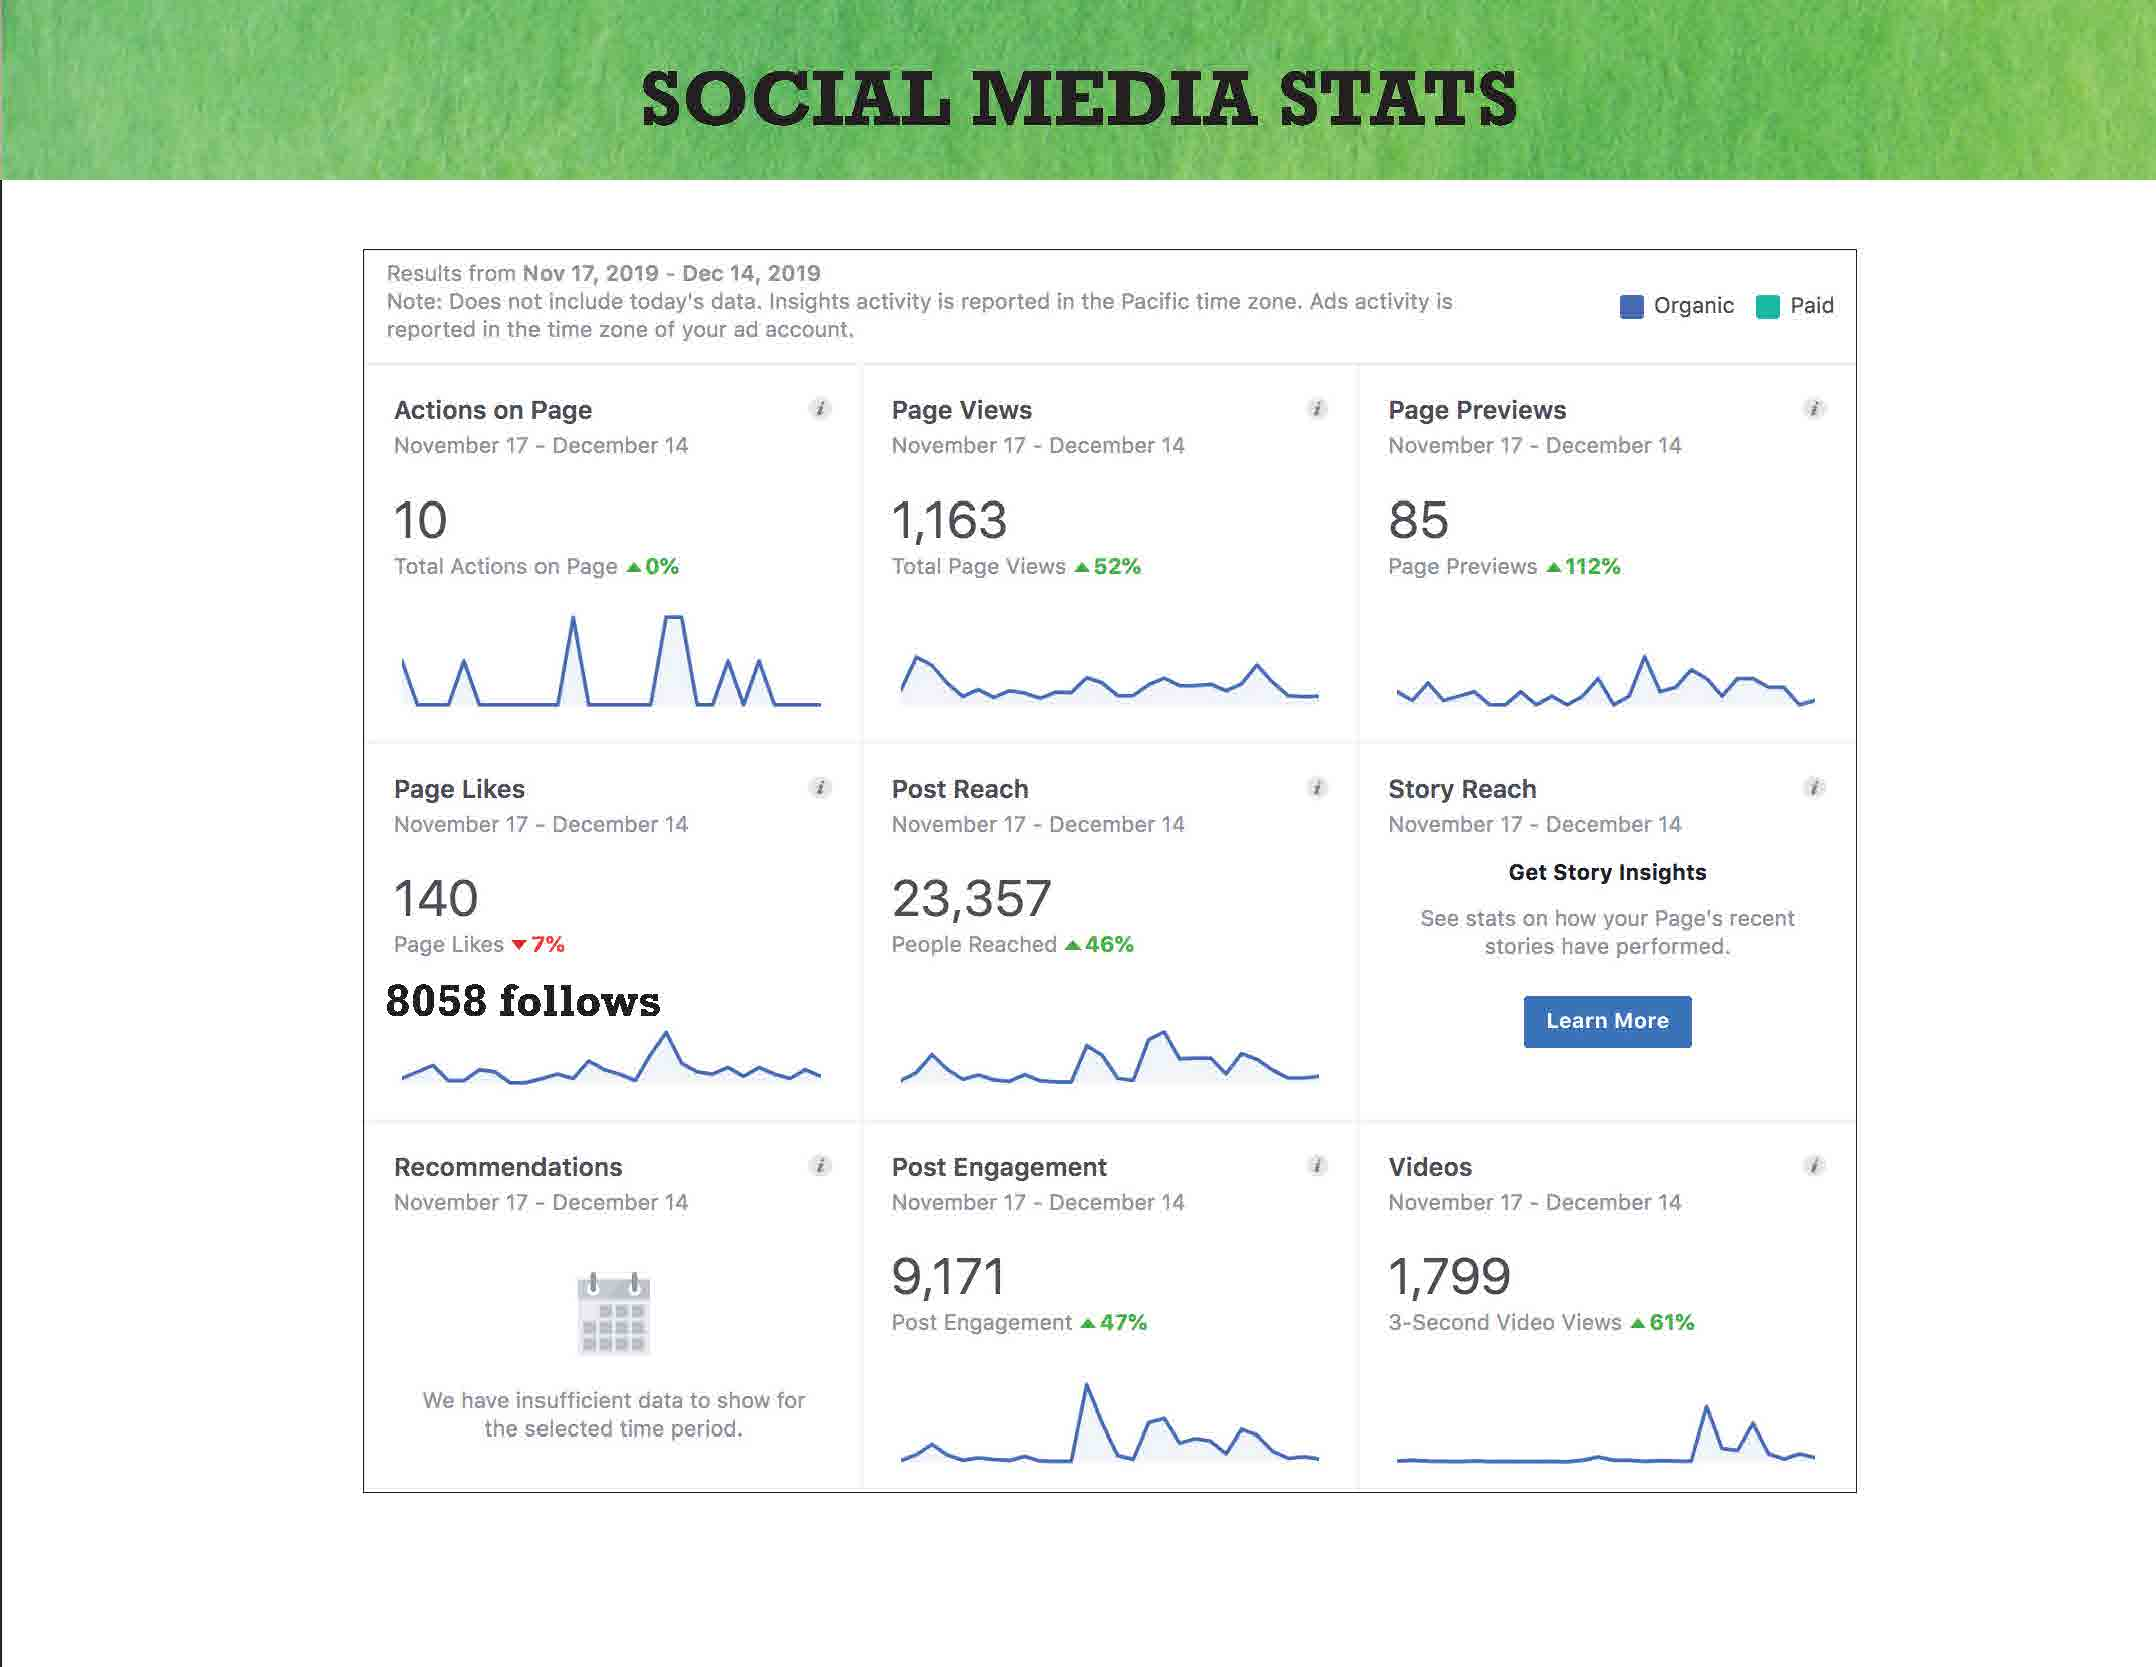 SOCIAL MEDIA STATS
Results from Nov 17, 2019 - Dec 14, 2019
Note: Does not include today's data. Insights activity is reported in the Pacific time zone. Ads activity is
reported in the time zone of your ad account.
Organic
Paid
Actions on Page
November 17 - December 14
10
Total Actions on Page ▲0%
Page Views
November 17 - December 14
1,163
Total Page Views ▲52%
Page Previews
November 17 - December 14
85
Page Previews ▲112%
Page Likes
November 17 - December 14
140
Page Likes ▼7%
8058 follows
Post Reach
November 17 - December 14
23,357
People Reached ▲46%
Story Reach
November 17 - December 14
Get Story Insights
See stats on how your Page's recent
stories have performed.
Learn More
Recommendations
November 17 - December 14
We have insufficient data to show for
the selected time period.
Post Engagement
November 17 - December 14
9,171
Post Engagement ▲47%
Videos
November 17 - December 14
1,799
3-Second Video Views ▲61%